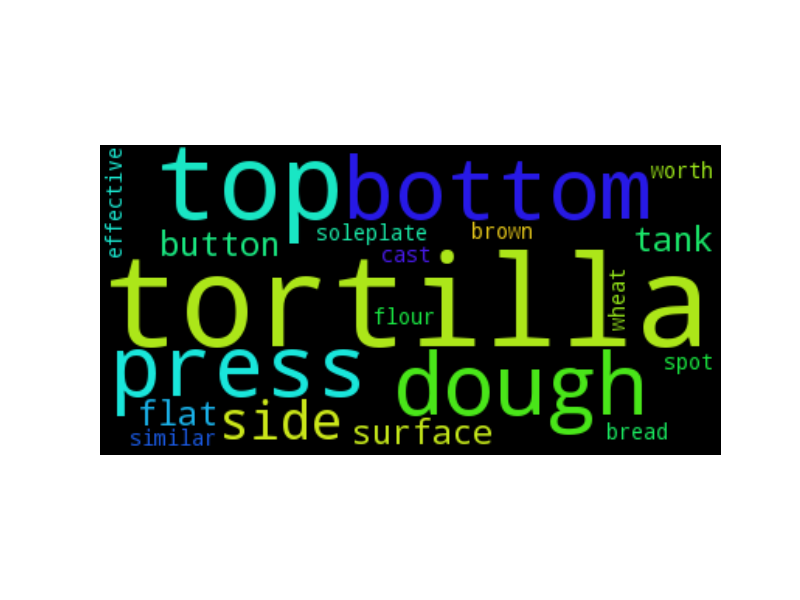 effective
top
bottom
worth
soleplate
brown
button
tank
cast
tortilla
wheat
flour
press
dough
spot
flat
side
surface
bread
similar